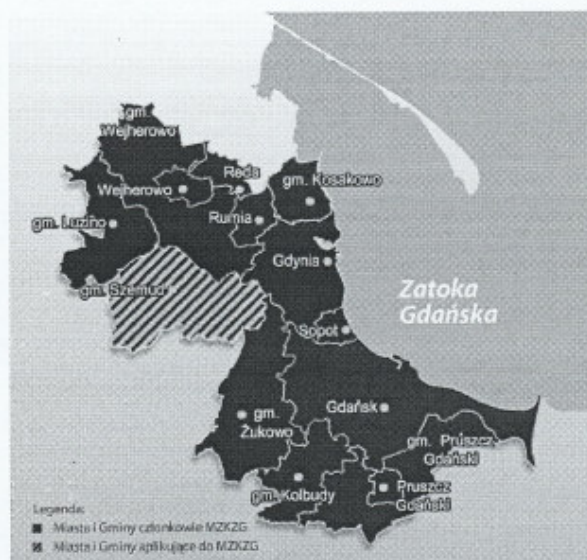 gm.
Wejherowo
Reda
gm. Kosakowo
Wejherowo
Rumia
gm. Luzino
Gdynia
gm. Szemud
Zatoka
Gdańska
Sopot
gm.
Żukowo
Gdańsk
gm. Pruszcz
Gdański
gm. Kolbudy
Pruszcz
Gdański
Legenda:
Miasta i Gminy członkowie MZKZG
Miasta i Gminy aplikujące do MZKZG